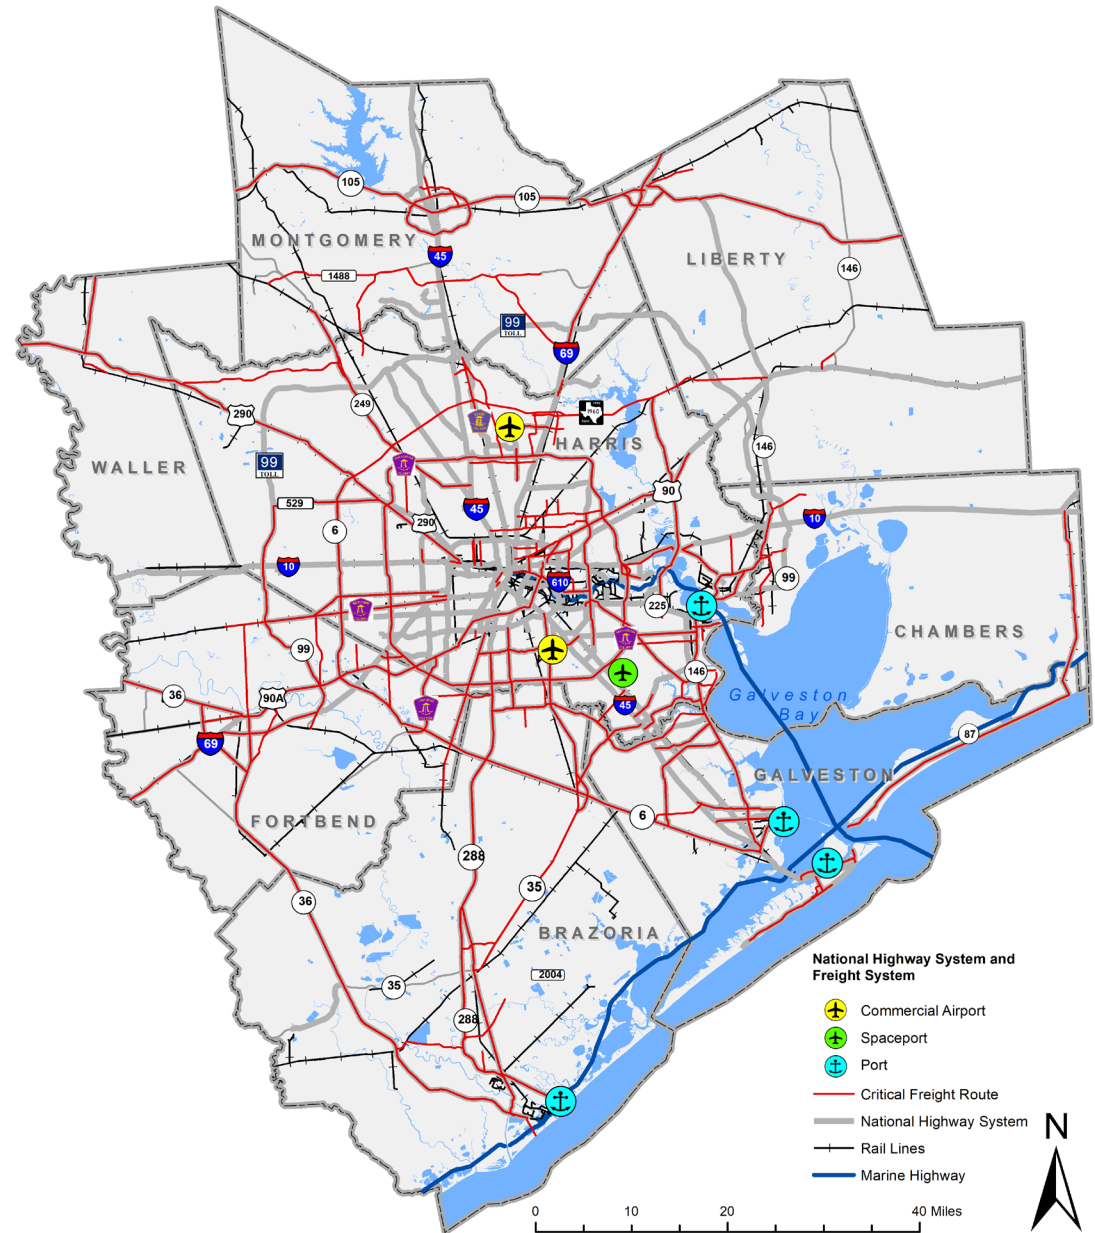 105
105
MONTGOMERY
45
LIBERTY
146
1488
99
TOLL
69
249
290
1960
HARRIS
146
99
TOLL
WALLER
90
529
45
290
10
6
10
610
99
225
CHAMBERS
99
146
36
90A
45
Galveston
Bay
69
87
GALVESTON
6
FORTBEND
288
35
36
BRAZORIA
2004
35
288
National Highway System and
Freight System
Commercial Airport
Spaceport
Port
Critical Freight Route
National Highway System
Rail Lines
Marine Highway
N
0 10 20 40 Miles